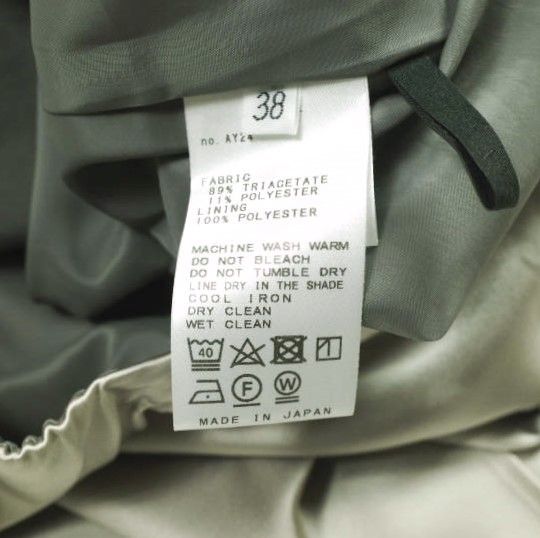 38
no. AY24
FABRIC
89% TRIACETATE
11% POLYESTER
LINING
100% POLYESTER
MACHINE WASH WARM
DO NOT BLEACH
DO NOT TUMBLE DRY
LINE DRY IN THE SHADE
COOL IRON
DRY CLEAN
WET CLEAN
40
F W
MADE IN JAPAN